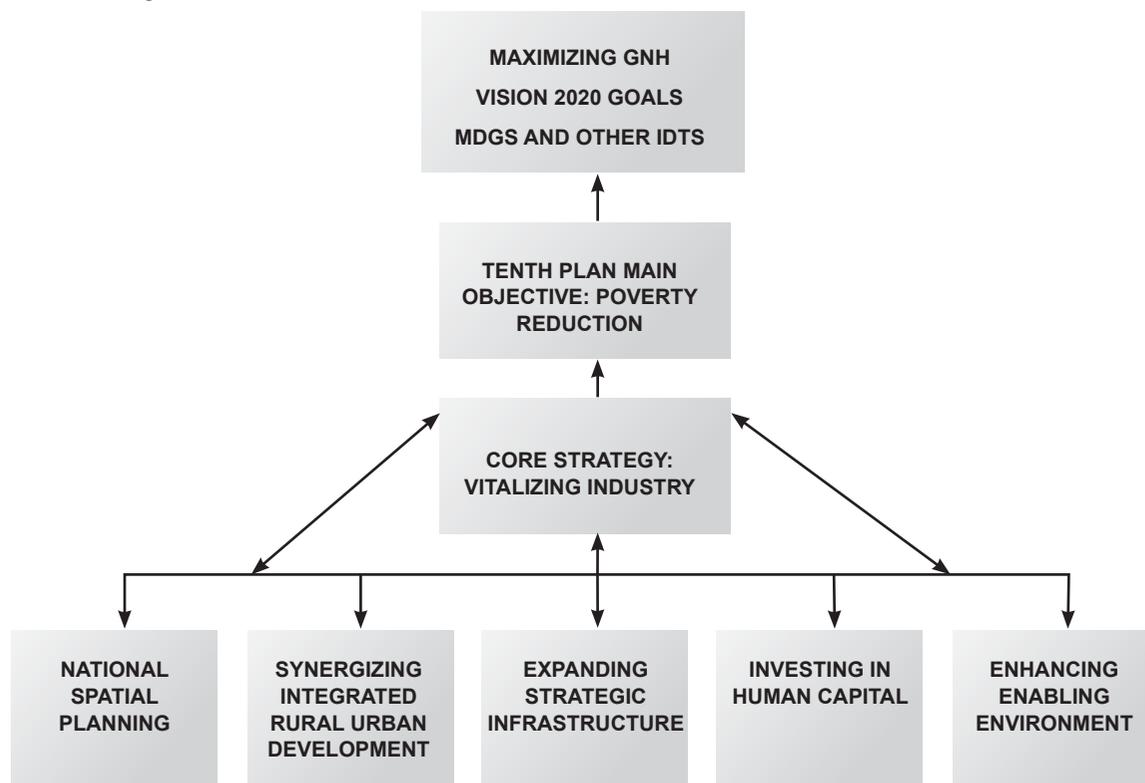 MAXIMIZING GNH
VISION 2020 GOALS
MDGS AND OTHER IDTS
TENTH PLAN MAIN
OBJECTIVE: POVERTY
REDUCTION
CORE STRATEGY:
VITALIZING INDUSTRY
NATIONAL
SPATIAL
PLANNING
SYNERGIZING
INTEGRATED
RURAL URBAN
DEVELOPMENT
EXPANDING
STRATEGIC
INFRASTRUCTURE
INVESTING IN
HUMAN CAPITAL
ENHANCING
ENABLING
ENVIRONMENT